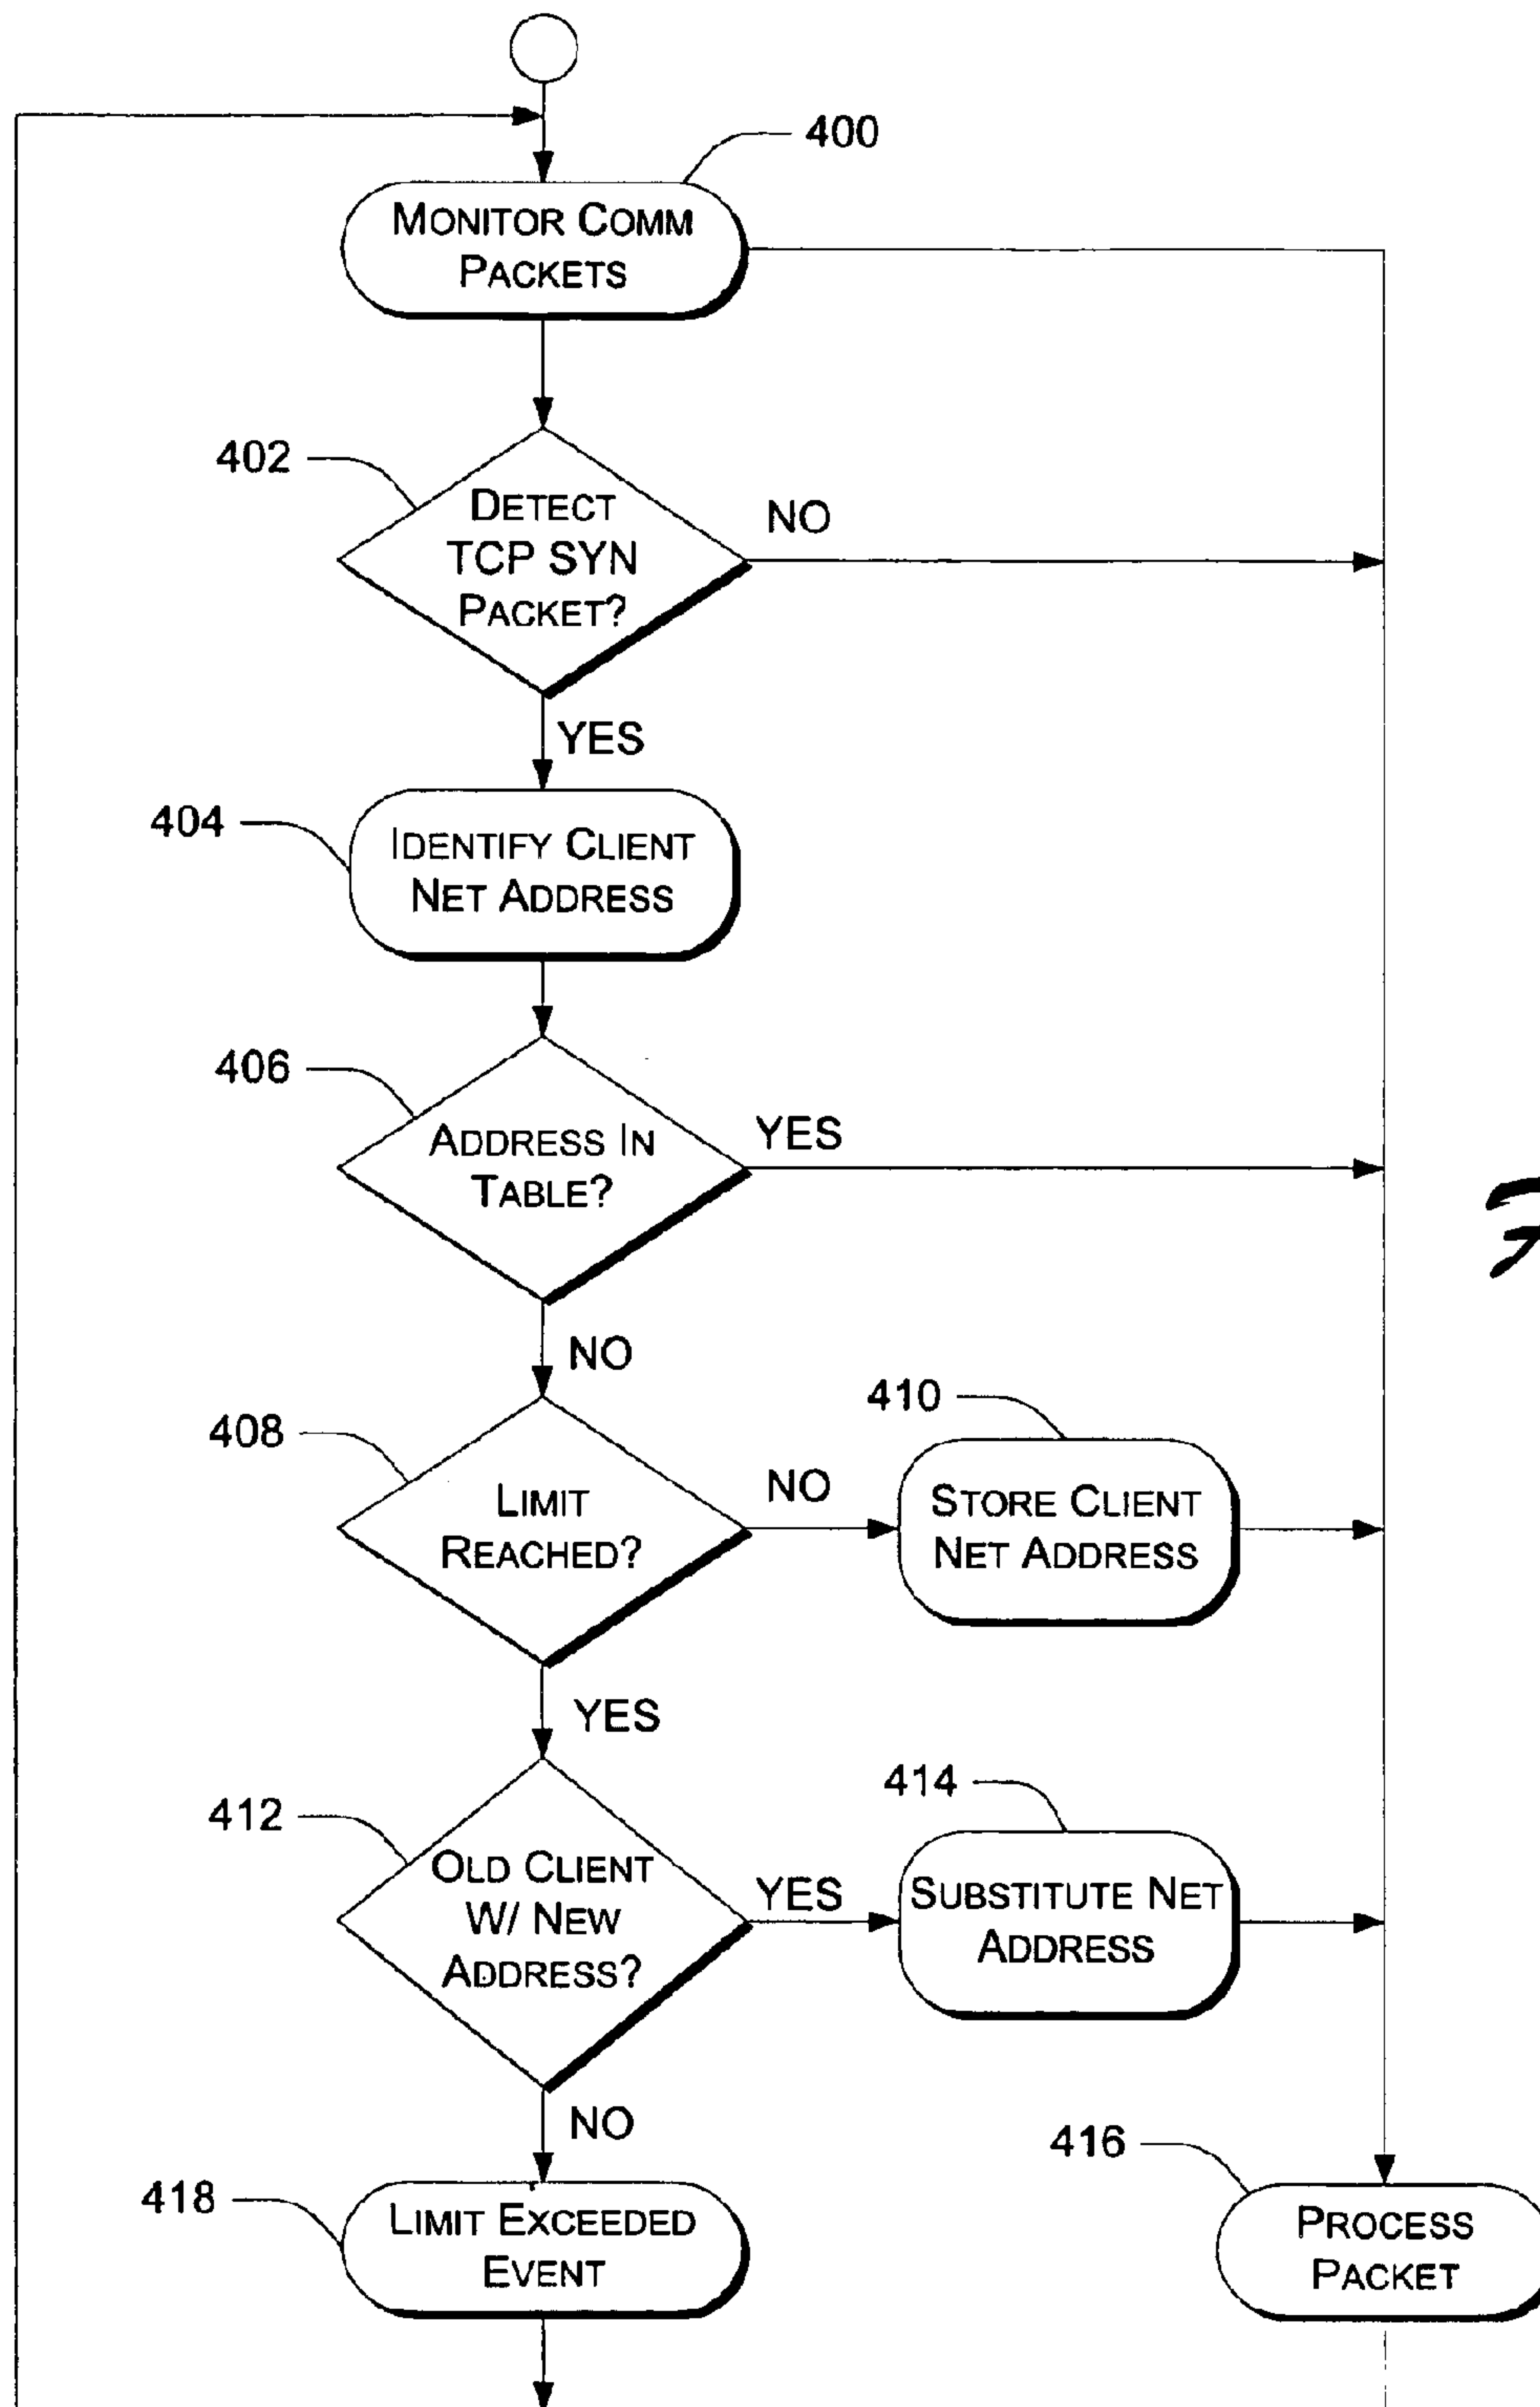 400
MONITOR COMM
PACKETS
402
DETECT
TCP SYN
PACKET?
NO
YES
404
IDENTIFY CLIENT
NET ADDRESS
406
ADDRESS IN
TABLE?
YES
NO
408
LIMIT
REACHED?
NO
410
STORE CLIENT
NET ADDRESS
YES
412
OLD CLIENT
W/ NEW
ADDRESS?
YES
414
SUBSTITUTE NET
ADDRESS
NO
418
LIMIT EXCEEDED
EVENT
416
PROCESS
PACKET